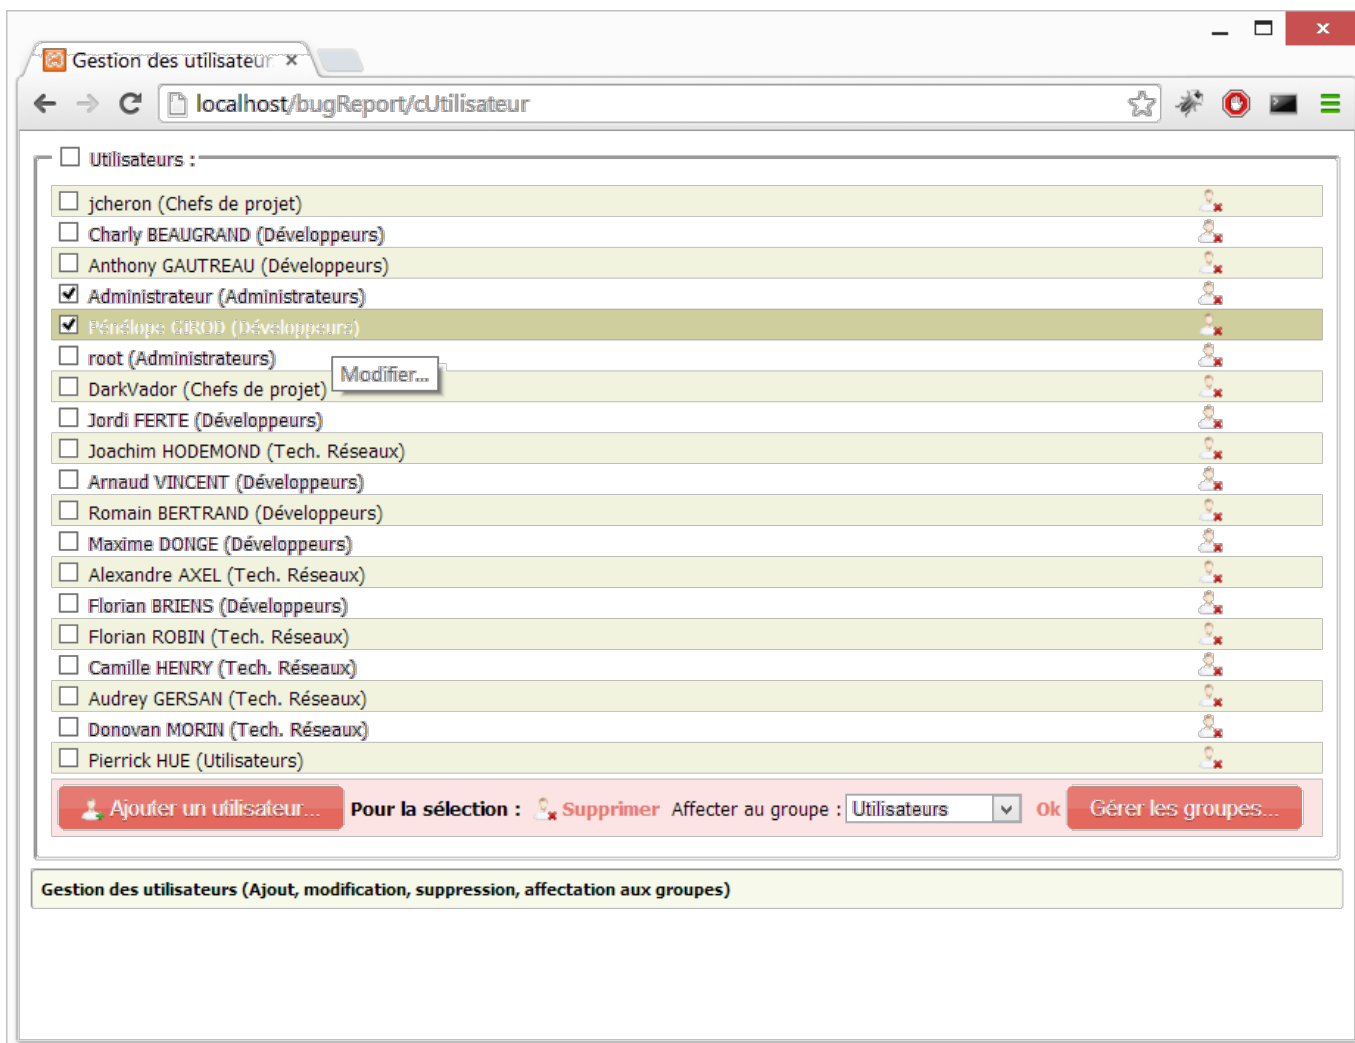 Gestion des utilisateur
localhost/bugReport/cUtilisateur
Utilisateurs :
jcheron (Chefs de projet)
Charly BEAUGRAND (Développeurs)
Anthony GAUTREAU (Développeurs)
Administrateur (Administrateurs)
Pénélope GIROD (Développeurs)
root (Administrateurs)
Modifier...
DarkVador (Chefs de projet)
Jordi FERTE (Développeurs)
Joachim HODEMOND (Tech. Réseaux)
Arnaud VINCENT (Développeurs)
Romain BERTRAND (Développeurs)
Maxime DONGE (Développeurs)
Alexandre AXEL (Tech. Réseaux)
Florian BRIENS (Développeurs)
Florian ROBIN (Tech. Réseaux)
Camille HENRY (Tech. Réseaux)
Audrey GERSAN (Tech. Réseaux)
Donovan MORIN (Tech. Réseaux)
Pierrick HUE (Utilisateurs)
Ajouter un utilisateur... Pour la sélection : Supprimer Affecter au groupe : Utilisateurs Ok Gérer les groupes...
Gestion des utilisateurs (Ajout, modification, suppression, affectation aux groupes)